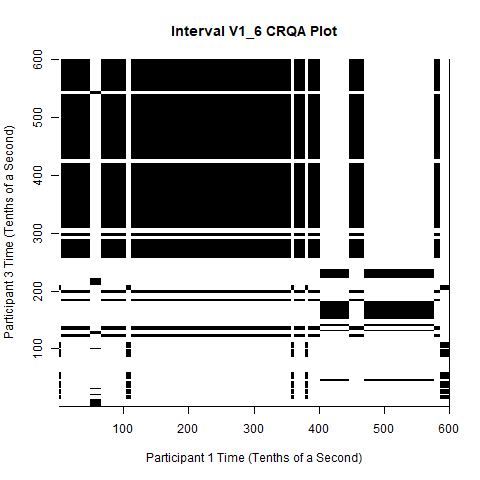 Interval V1_6 CRQA Plot
Participant 3 Time (Tenths of a Second)
600
500
400
300
200
100
100 200 300 400 500 600
Participant 1 Time (Tenths of a Second)